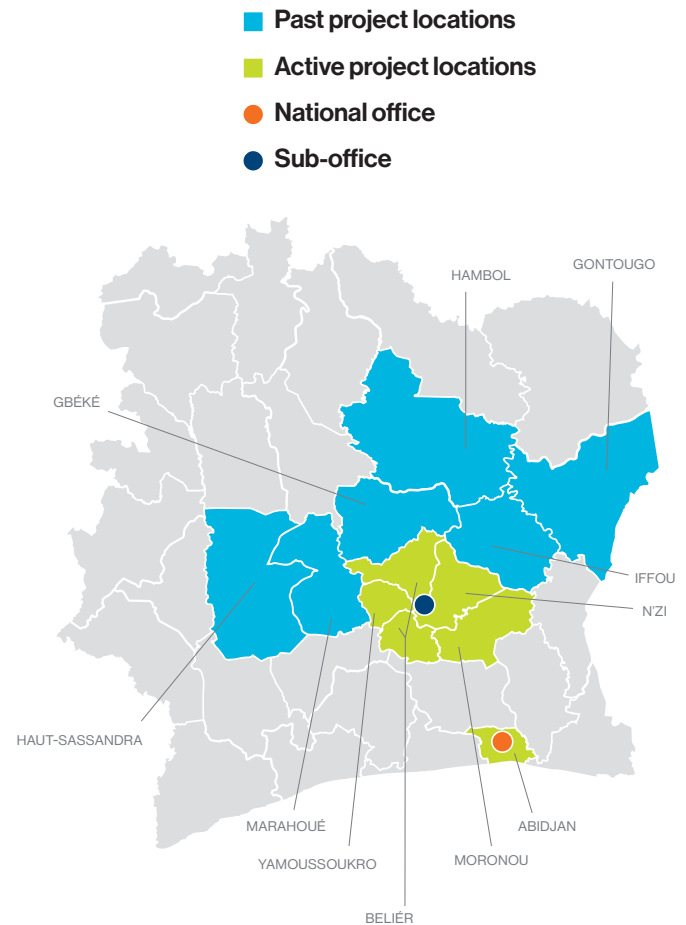 Past project locations
Active project locations
National office
Sub-office
GONTOUGO
HAMBOL
GBÉKÉ
IFFOU
N'ZI
HAUT-SASSANDRA
MARAHOUÉ
ABIDJAN
YAMOUSSOUKRO
MORONOU
BELIÉR